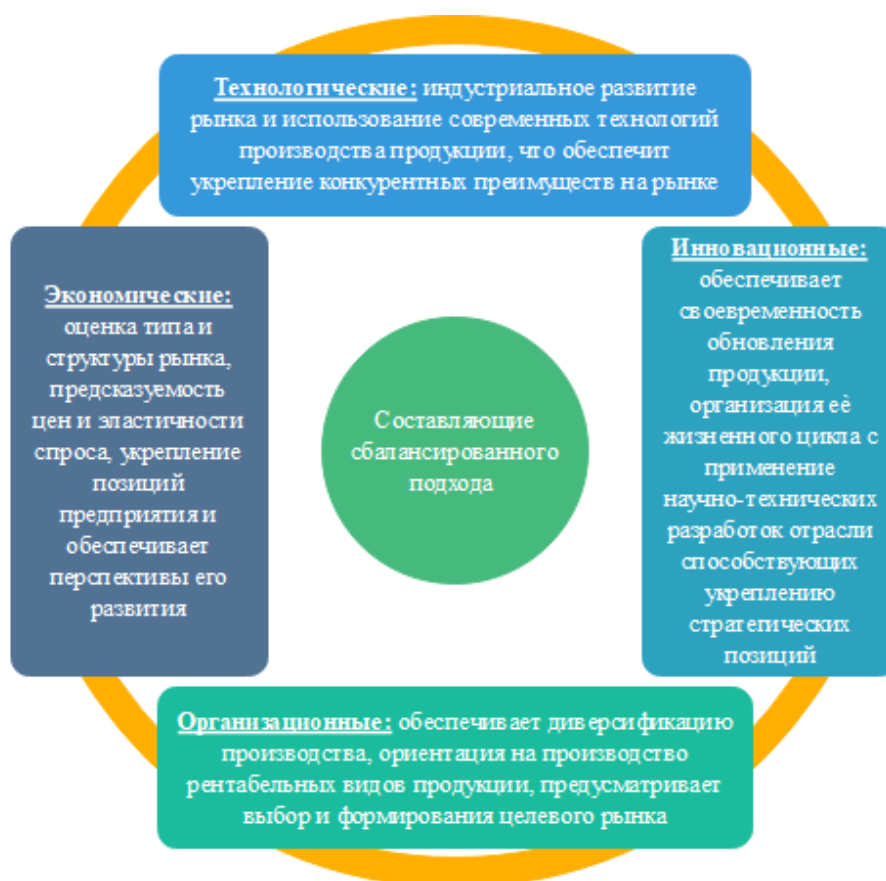 Технологические: индустриальное развитие
рынка и использование современных технологий
производства продукции, что обеспечит
укрепление конкурентных преимуществ на рынке
Экономические:
оценка типа и
структуры рынка,
предсказуемость
цен и эластичности
спроса, укрепление
позиций
предприятия и
обеспечивает
перспективы его
развития
Составляющие
сбалансированного
подхода
Инновационные:
обеспечивает
своевременность
обновления
продукции,
организация её
жизненного цикла с
применение
научно-технических
разработок отрасли
способствующих
укреплению
стратегических
позиций
Организационные: обеспечивает диверсификацию
производства, ориентация на производство
рентабельных видов продукции, предусматривает
выбор и формирования целевого рынка